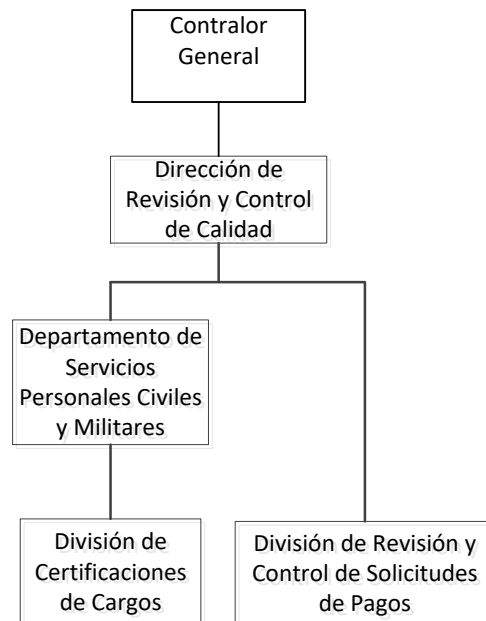 Contralor
General
Dirección de
Revisión y Control
de Calidad
Departamento de
Servicios
Personales Civiles
y Militares
División de
Certificaciones
de Cargos
División de Revisión y
Control de Solicitudes
de Pagos